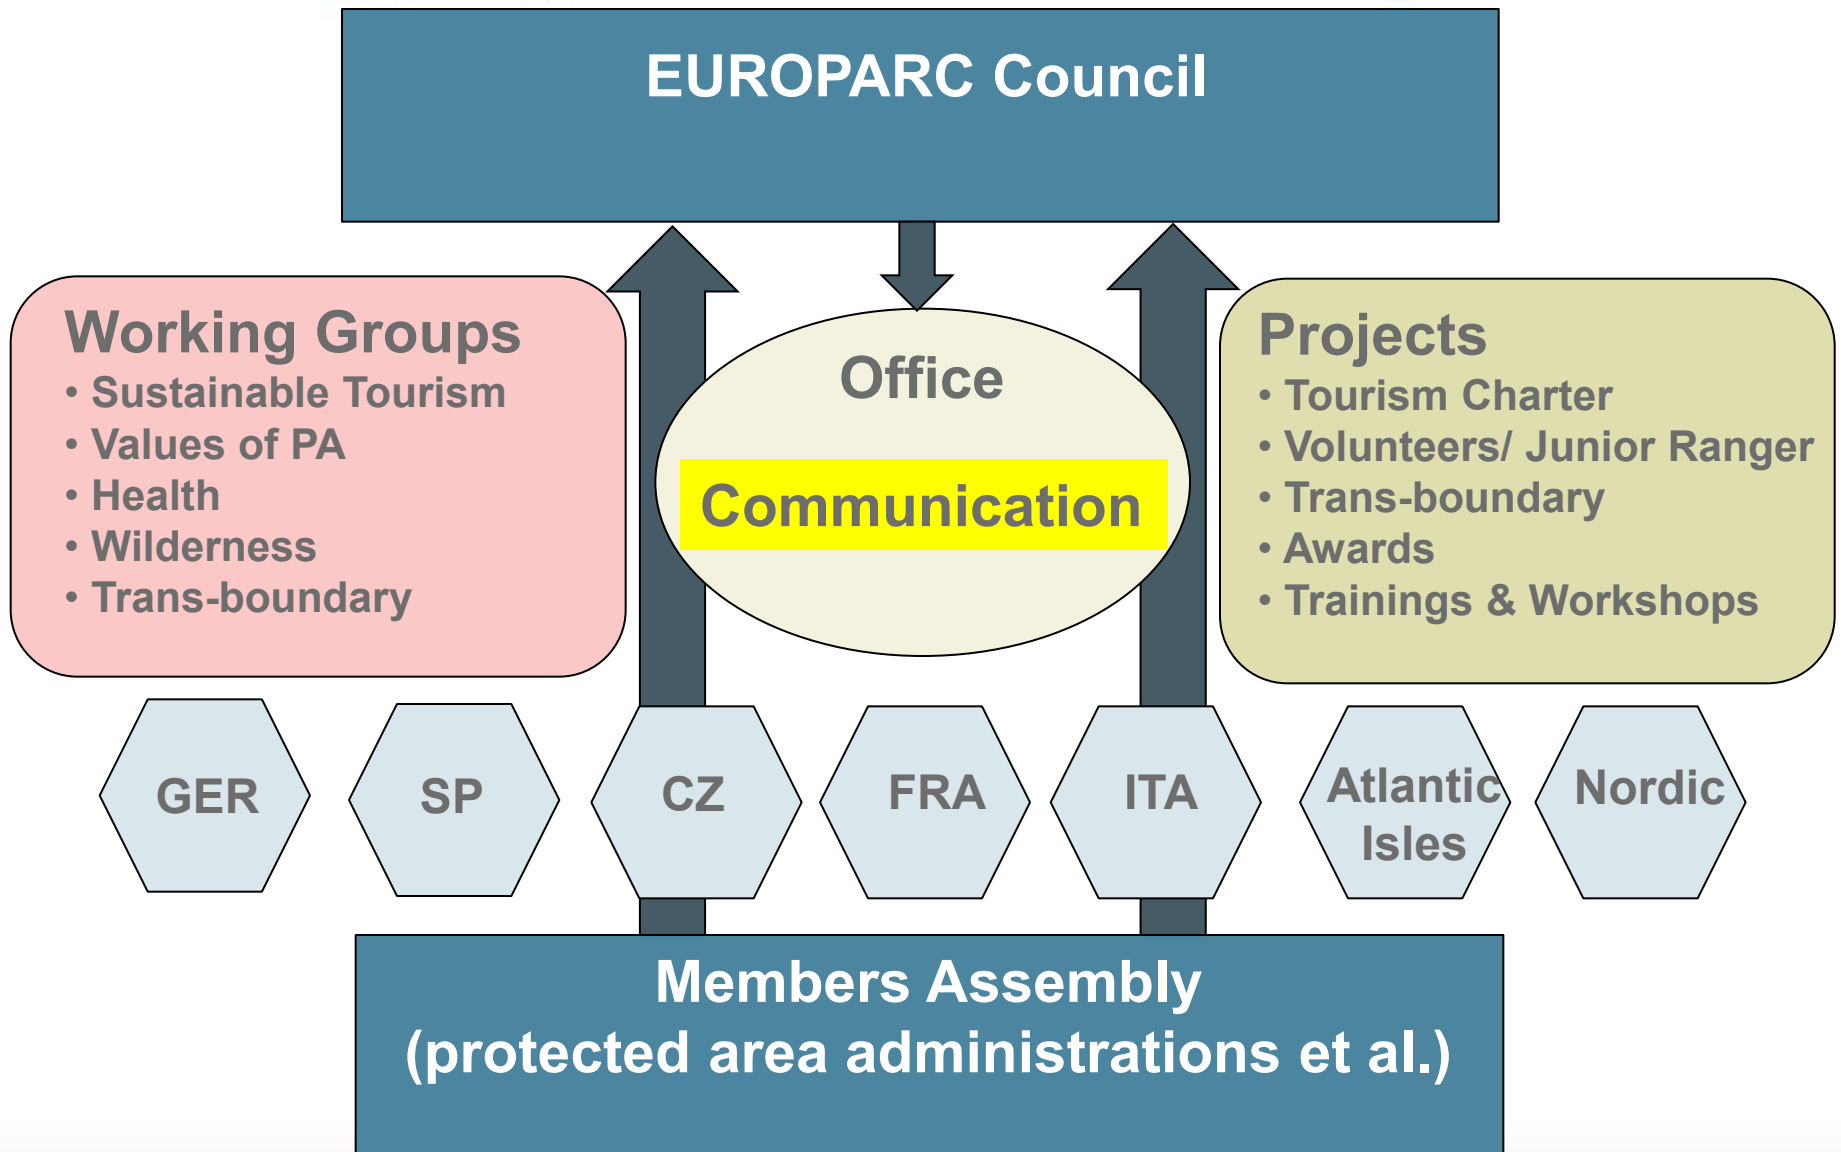 EUROPARC Council
Working Groups
• Sustainable Tourism
• Values of PA
• Health
• Wilderness
• Trans-boundary
Office
Communication
Projects
• Tourism Charter
• Volunteers/ Junior Ranger
• Trans-boundary
• Awards
• Trainings & Workshops
GER
SP
CZ
FRA
ITA
Atlantic
Isles
Nordic
Members Assembly
(protected area administrations et al.)